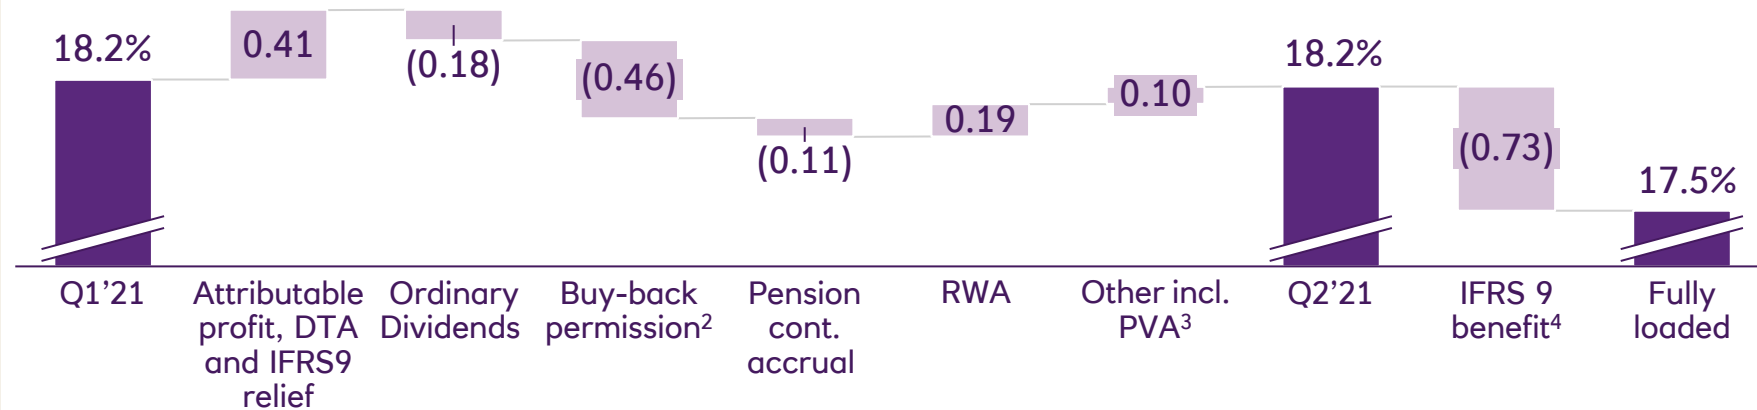 18.2%
0.41
(0.18)
(0.46)
(0.11)
0.19
0.10
18.2%
(0.73)
17.5%
Q1’21
Attributable
profit, DTA
and IFRS9
relief
Ordinary
Dividends
Buy-back
permission²
Pension
cont.
accrual
RWA
Other incl.
PVA³
Q2’21
IFRS 9
benefit⁴
Fully
loaded